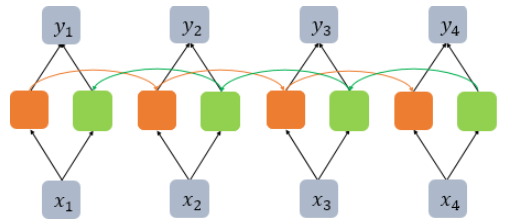 y₁ y₂ y₃ y₄
x₁ x₂ x₃ x₄